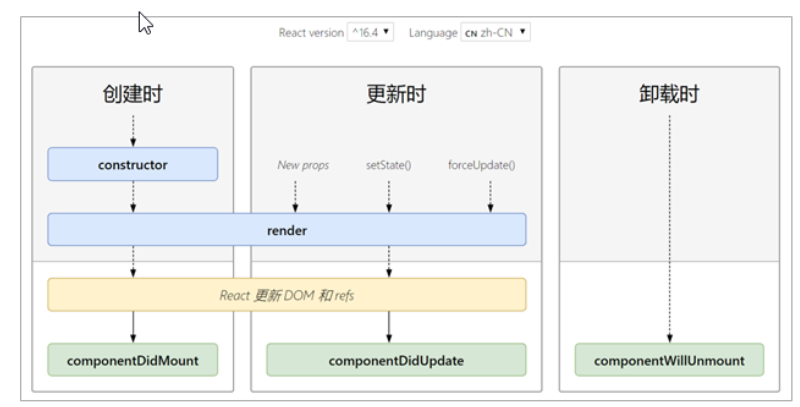 React version ^16.4 ▼ Language CN zh-CN ▼
创建时 更新时 卸载时
constructor New props setState() forceUpdate()
render
React 更新 DOM 和 refs
componentDidMount componentDidUpdate componentWillUnmount